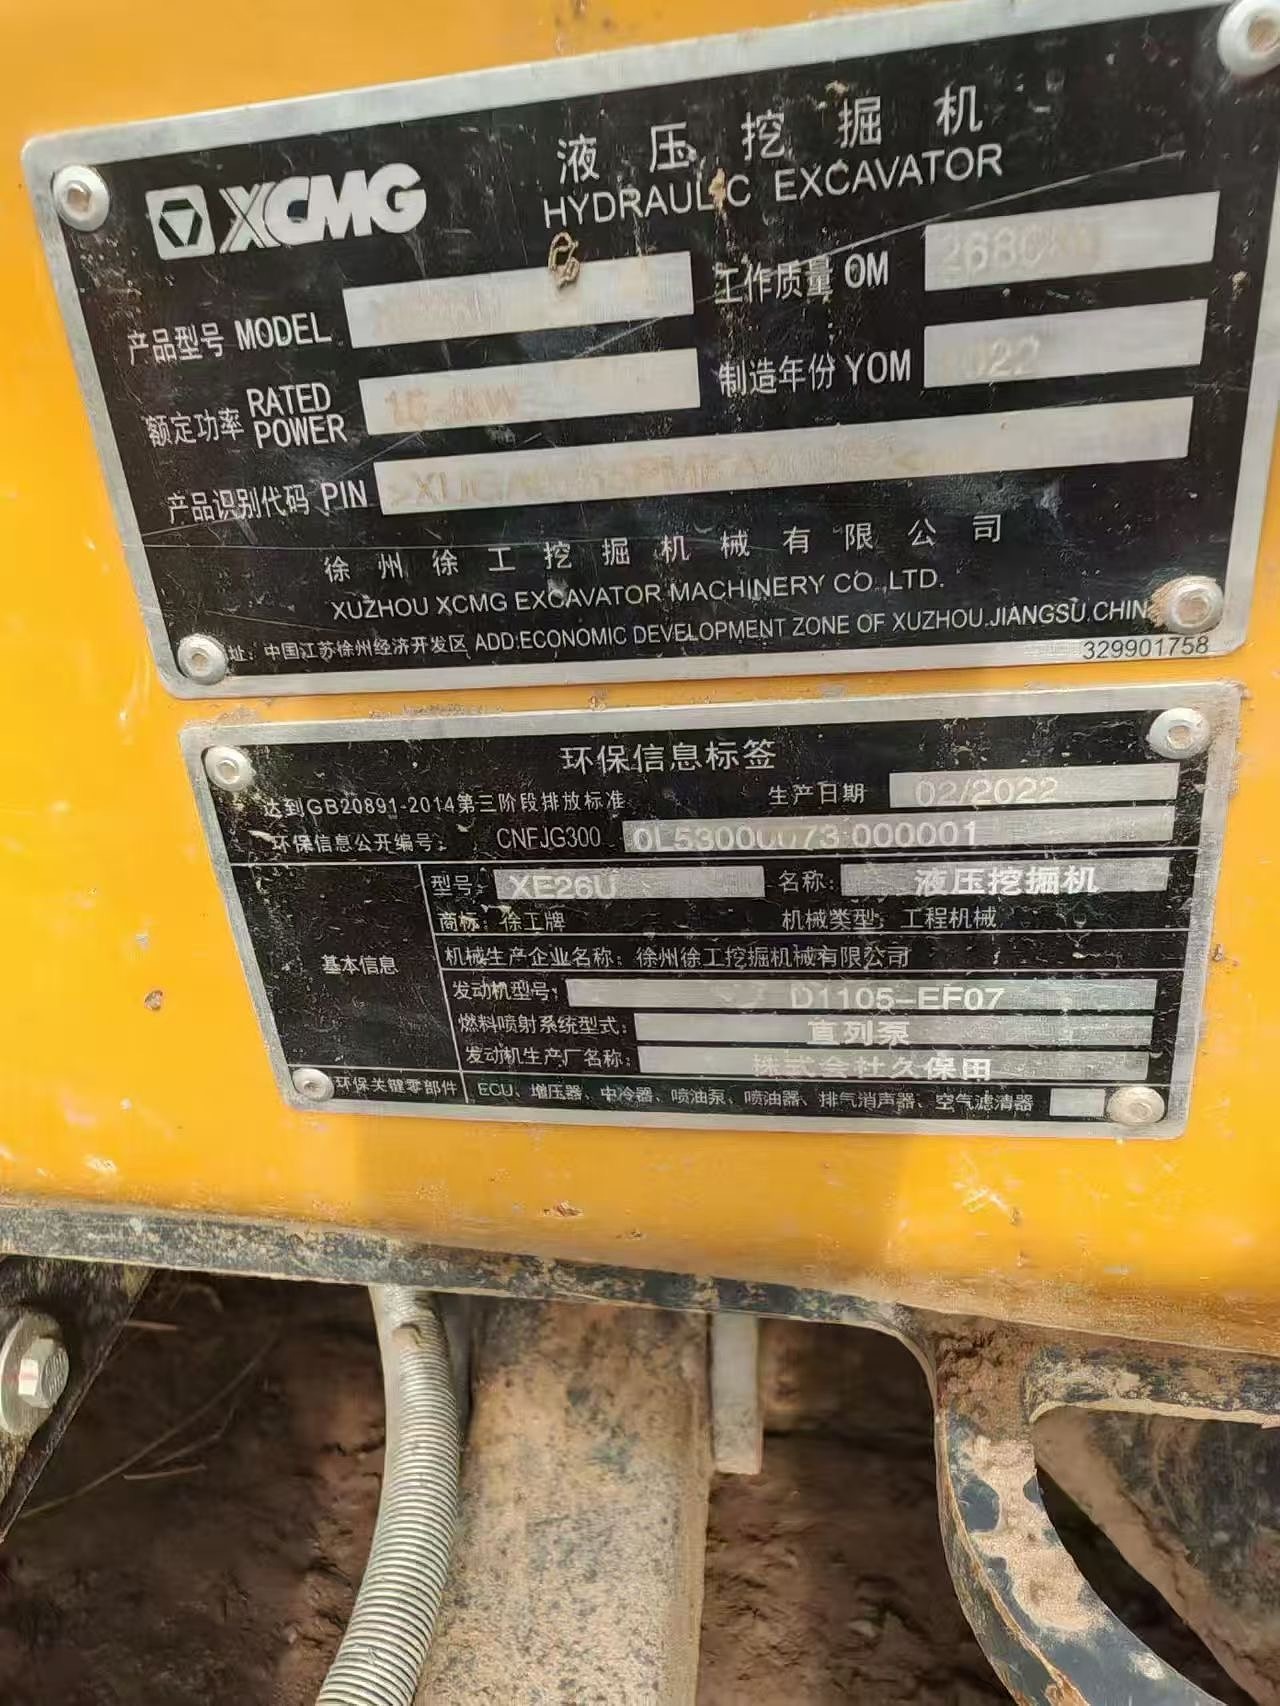 XCMG
液压挖掘机
HYDRAULIC EXCAVATOR
产品型号 MODEL
工作质量 OM
额定功率 RATED POWER
制造年份 YOM 2022
产品识别代码 PIN
徐州徐工挖掘机械有限公司
XUZHOU XCMG EXCAVATOR MACHINERY CO.,LTD.
址: 中国江苏徐州经济开发区 ADD:ECONOMIC DEVELOPMENT ZONE OF XUZHOU.JIANGSU.CHIN
329901758
环保信息标签
达到GB20891-2014第三阶段排放标准 生产日期 02/2022
环保信息公开编号: CNFJG300 000001
型号: XE26U 名称: 液压挖掘机
商标: 徐工牌 机械类型: 工程机械
基本信息
机械生产企业名称: 徐州徐工挖掘机械有限公司
发动机型号: D1105-EF07
燃料喷射系统型式: 直列泵
发动机生产厂名称: 株式会社久保田
环保关键零部件 ECU、增压器、中冷器、喷油泵、喷油器、排气消声器、空气滤清器